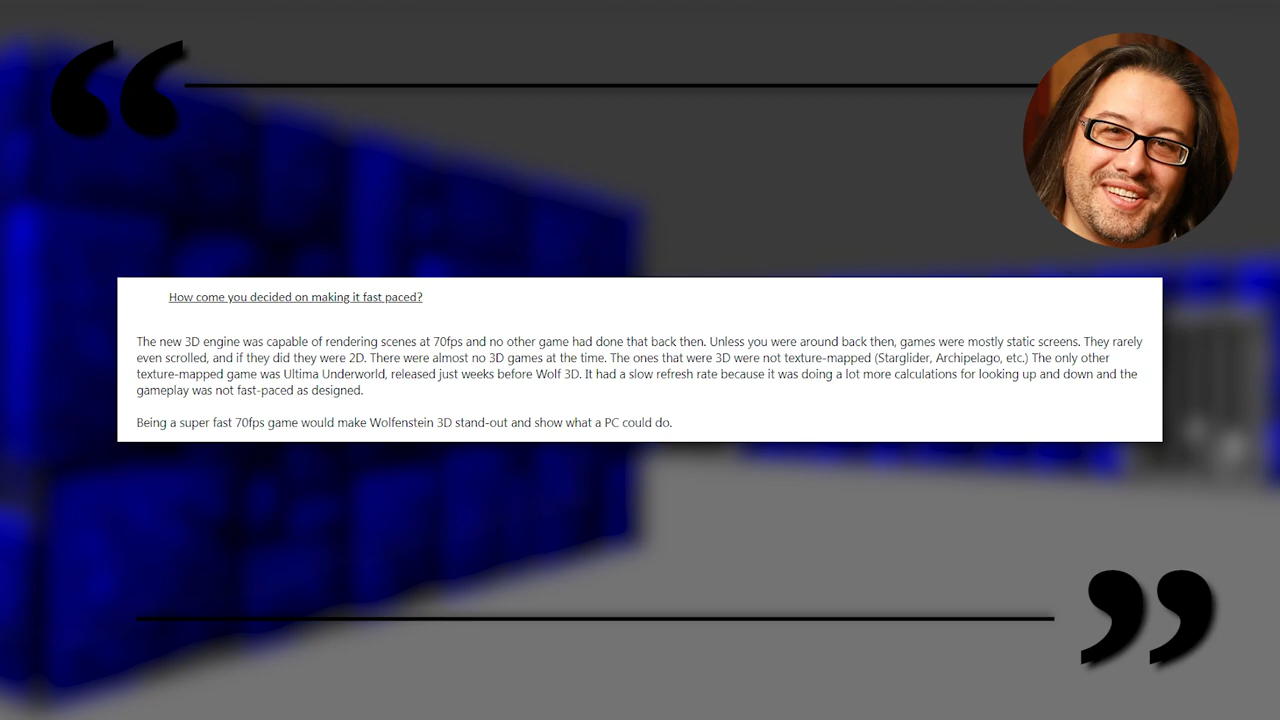 How come you decided on making it fast paced?
The new 3D engine was capable of rendering scenes at 70fps and no other game had done that back then. Unless you were around back then, games were mostly static screens. They rarely
even scrolled, and if they did they were 2D. There were almost no 3D games at the time. The ones that were 3D were not texture-mapped (Starglider, Archipelago, etc.) The only other
texture-mapped game was Ultima Underworld, released just weeks before Wolf 3D. It had a slow refresh rate because it was doing a lot more calculations for looking up and down and the
gameplay was not fast-paced as designed.
Being a super fast 70fps game would make Wolfenstein 3D stand-out and show what a PC could do.